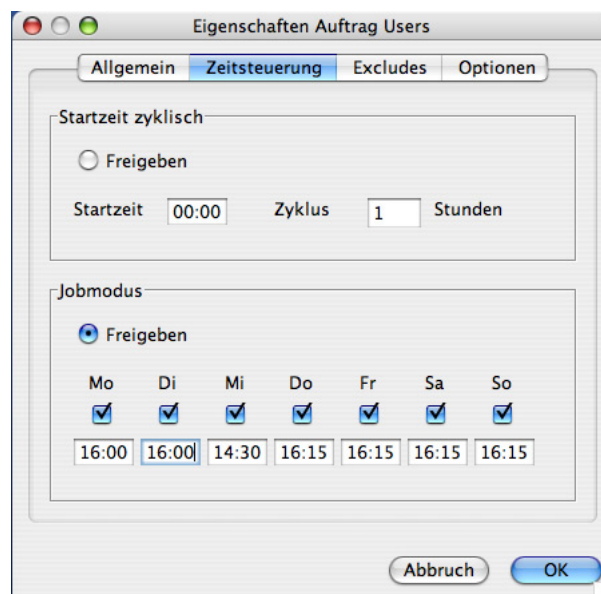 Eigenschaften Auftrag Users
Allgemein Zeitsteuerung Excludes Optionen
Startzeit zyklisch
Freigeben
Startzeit 00:00 Zyklus 1 Stunden
Jobmodus
Freigeben
Mo Di Mi Do Fr Sa So
16:00 16:00 14:30 16:15 16:15 16:15 16:15
Abbruch OK